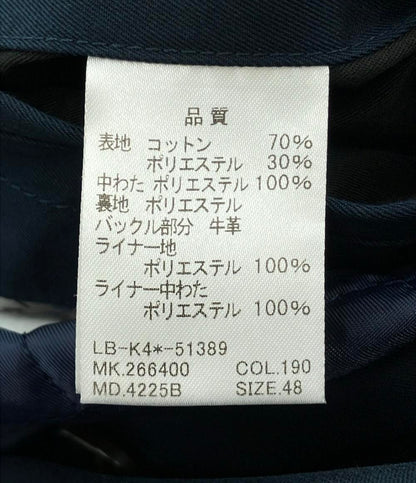 品質
表地 コットン 70%
ポリエステル 30%
中わた ポリエステル 100%
裏地 ポリエステル
バックル部分 牛革
ライナー地
ポリエステル 100%
ライナー中わた
ポリエステル 100%
LB-K4*-51389
MK.266400 COL.190
MD.4225B SIZE.48